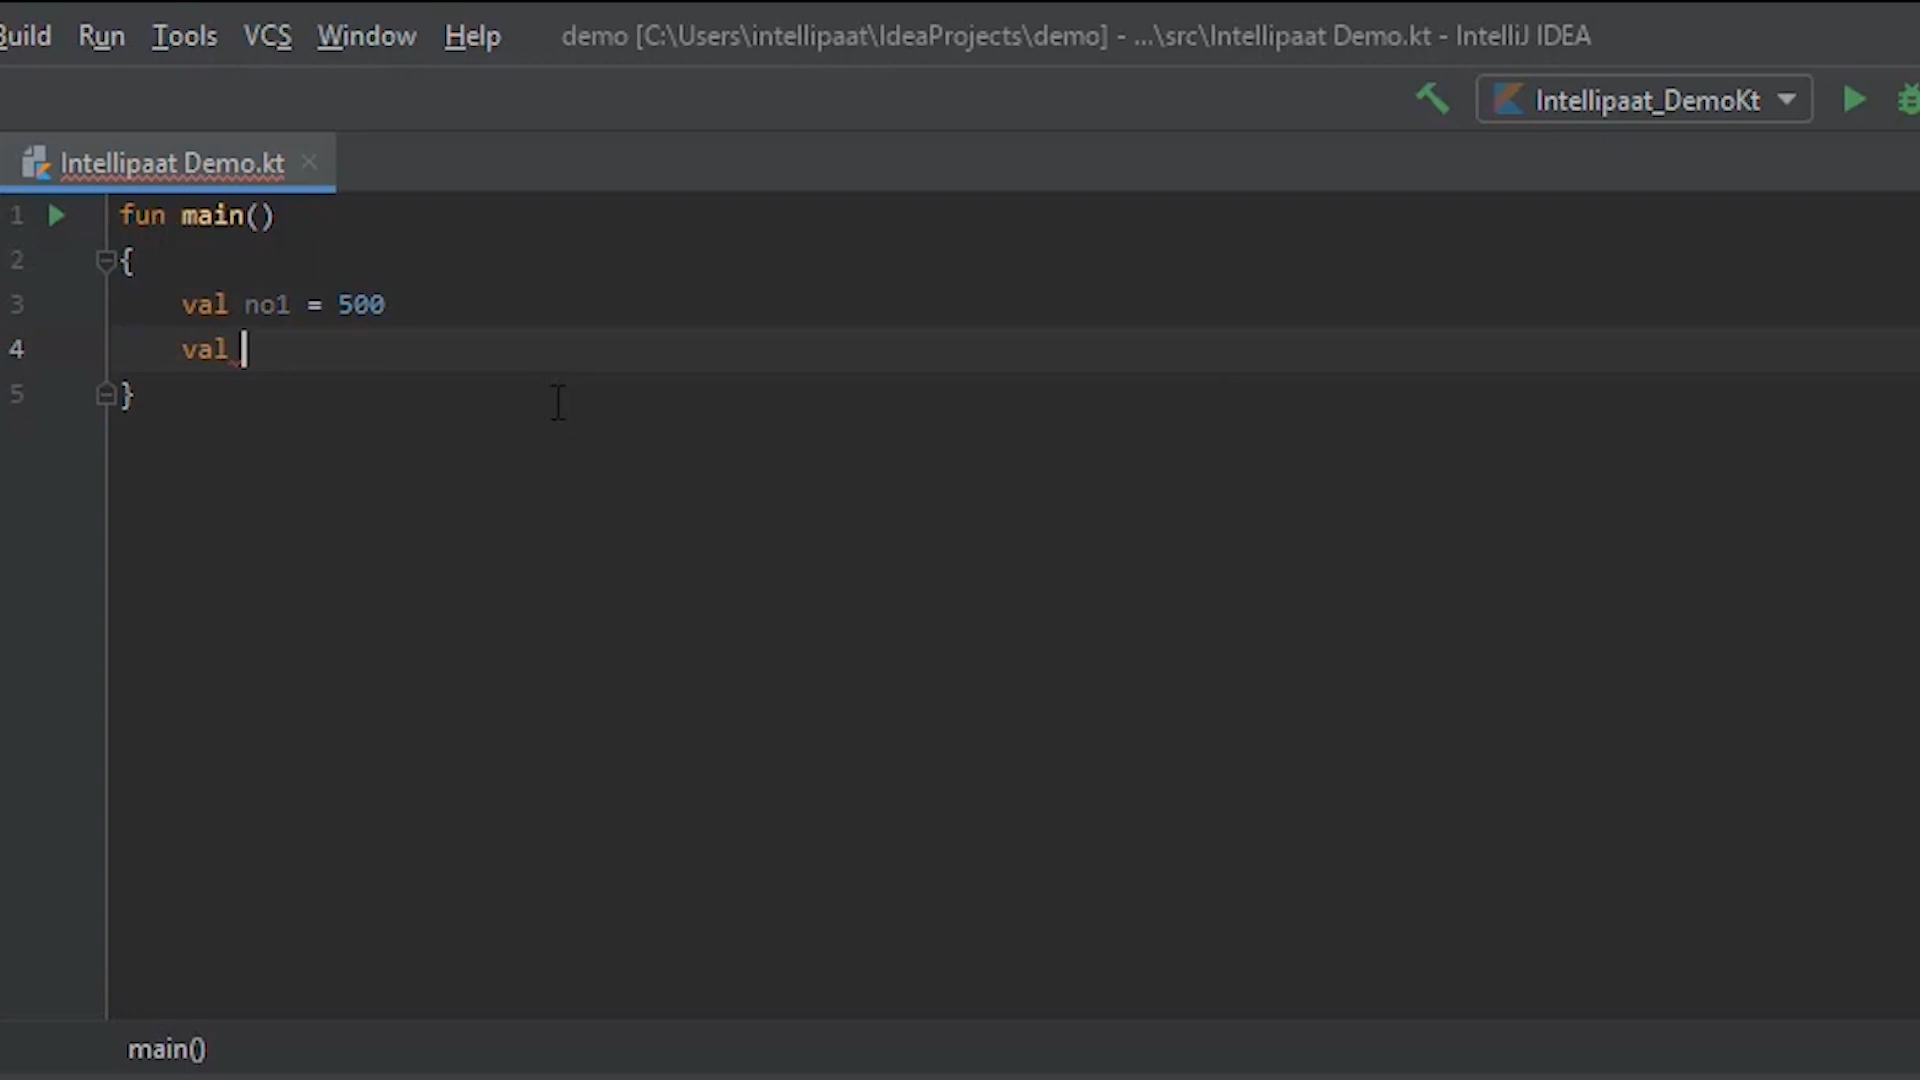 Build Run Tools VCS Window Help demo [C:\Users\intellipaat\IdeaProjects\demo] - ...\src\Intellipaat Demo.kt - IntelliJ IDEA
Intellipaat_DemoKt
Intellipaat Demo.kt
1 fun main()
2 {
3 val no1 = 500
4 val
5 }
main()